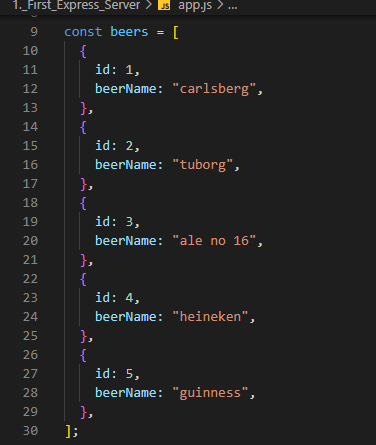 1._First_Express_Server > JS app.js > ...
9 const beers = [
10 {
11 id: 1,
12 beerName: "carlsberg",
13 },
14 {
15 id: 2,
16 beerName: "tuborg",
17 },
18 {
19 id: 3,
20 beerName: "ale no 16",
21 },
22 {
23 id: 4,
24 beerName: "heineken",
25 },
26 {
27 id: 5,
28 beerName: "guinness",
29 },
30 ];